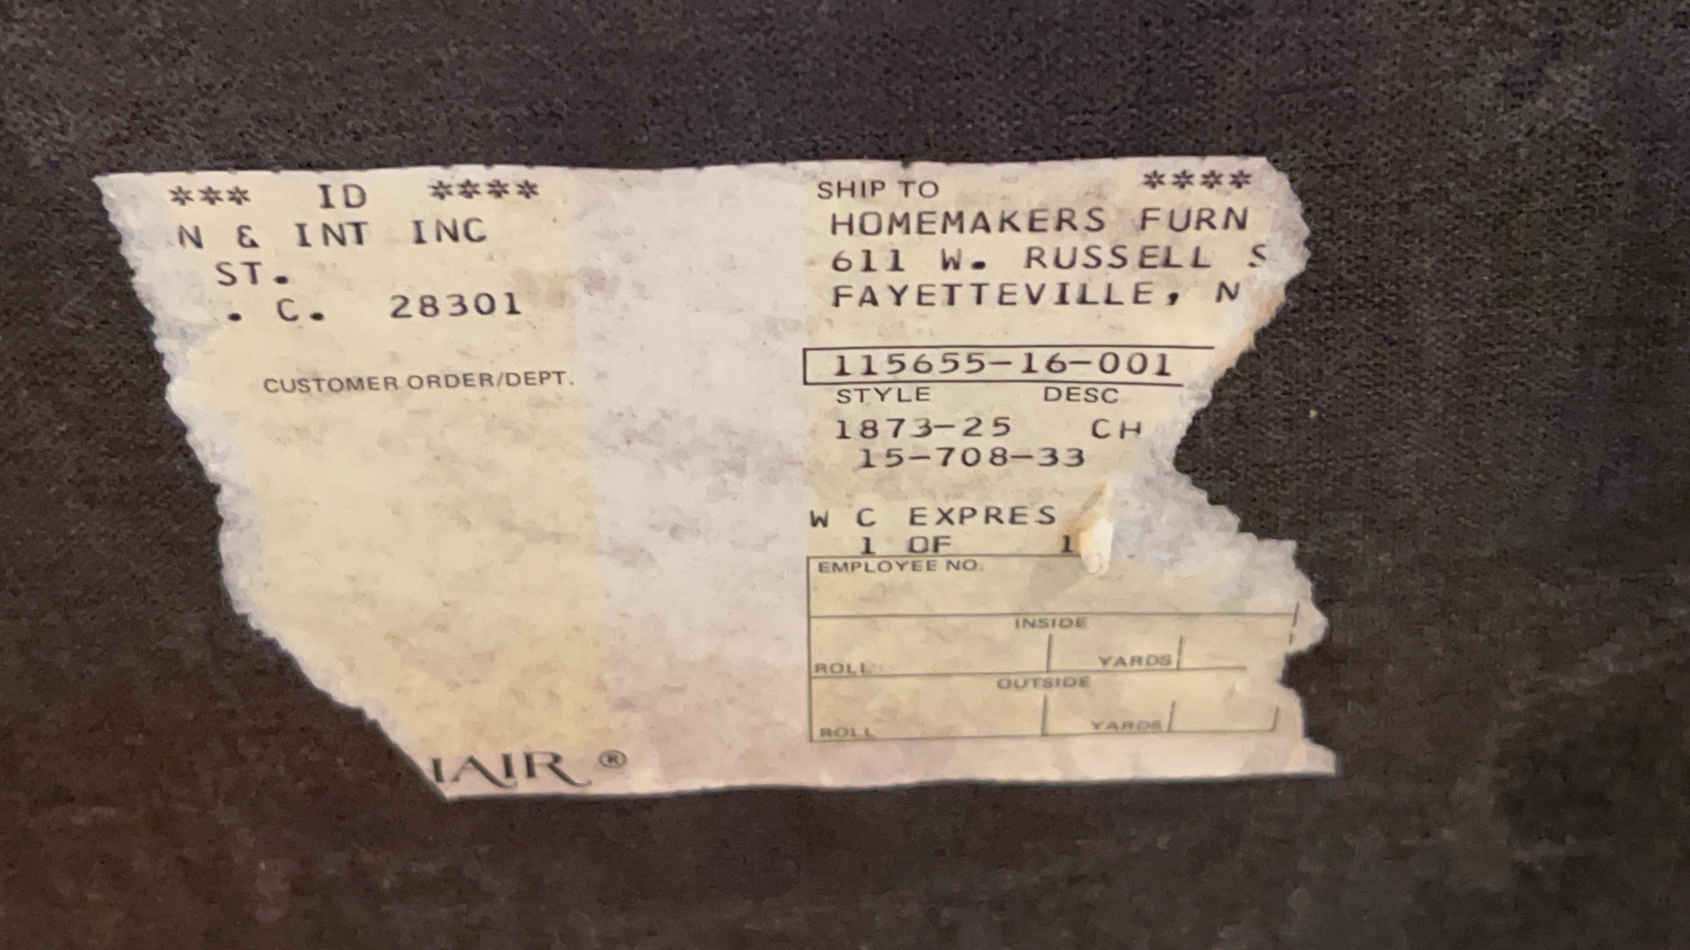 *** ID ****
N & INT INC
ST.
. C. 28301
CUSTOMER ORDER/DEPT.
IAIR ®
SHIP TO ****
HOMEMAKERS FURN
611 W. RUSSELL S
FAYETTEVILLE, N
115655-16-001
STYLE DESC
1873-25 CH
15-708-33
W C EXPRES
1 OF 1
EMPLOYEE NO.
INSIDE
ROLL YARDS
OUTSIDE
ROLL YARDS